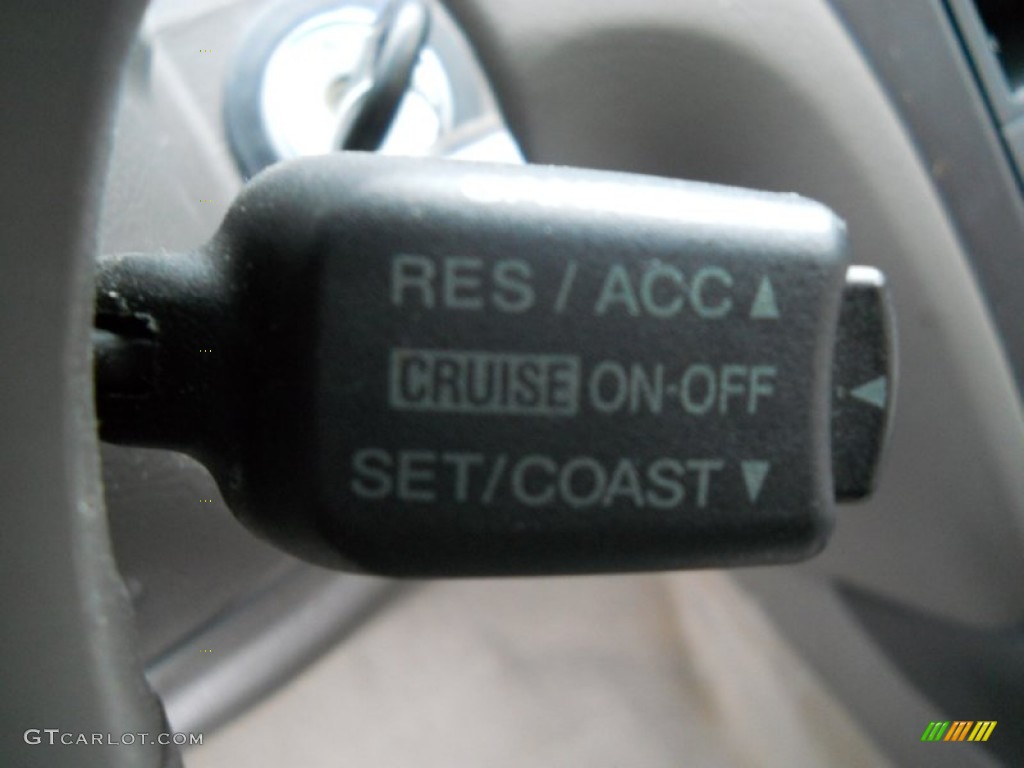 RES / ACC ▲
CRUISE ON-OFF
SET/COAST ▼
GTCARLOT.COM